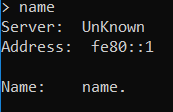 > name
Server:  UnKnown
Address:  fe80::1
Name:    name.